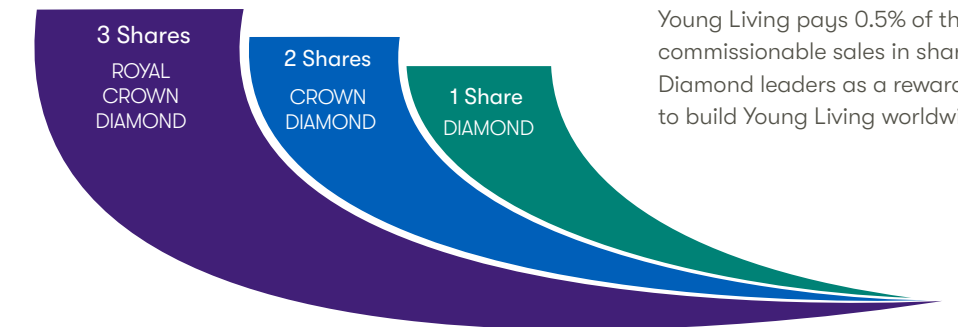 3 Shares
ROYAL
CROWN
DIAMOND
2 Shares
CROWN
DIAMOND
1 Share
DIAMOND
Young Living pays 0.5% of
commissionable sales in
Diamond leaders as a
to build Young Living